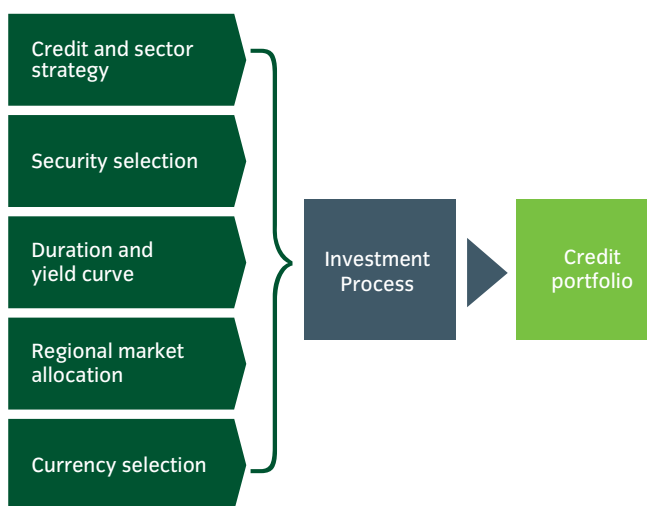 Credit and sector
strategy
Security selection
Duration and
yield curve
Regional market
allocation
Currency selection
Investment
Process
Credit
portfolio